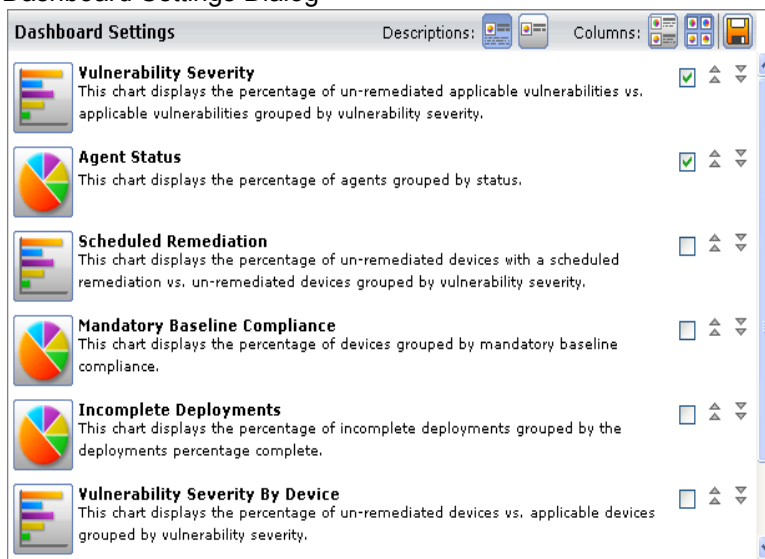 Dashboard Settings Dialog
Dashboard Settings Descriptions: Columns:
Vulnerability Severity
This chart displays the percentage of un-remediated applicable vulnerabilities vs.
applicable vulnerabilities grouped by vulnerability severity.
Agent Status
This chart displays the percentage of agents grouped by status.
Scheduled Remediation
This chart displays the percentage of un-remediated devices with a scheduled
remediation vs. un-remediated devices grouped by vulnerability severity.
Mandatory Baseline Compliance
This chart displays the percentage of devices grouped by mandatory baseline
compliance.
Incomplete Deployments
This chart displays the percentage of incomplete deployments grouped by the
deployments percentage complete.
Vulnerability Severity By Device
This chart displays the percentage of un-remediated devices vs. applicable devices
grouped by vulnerability severity.